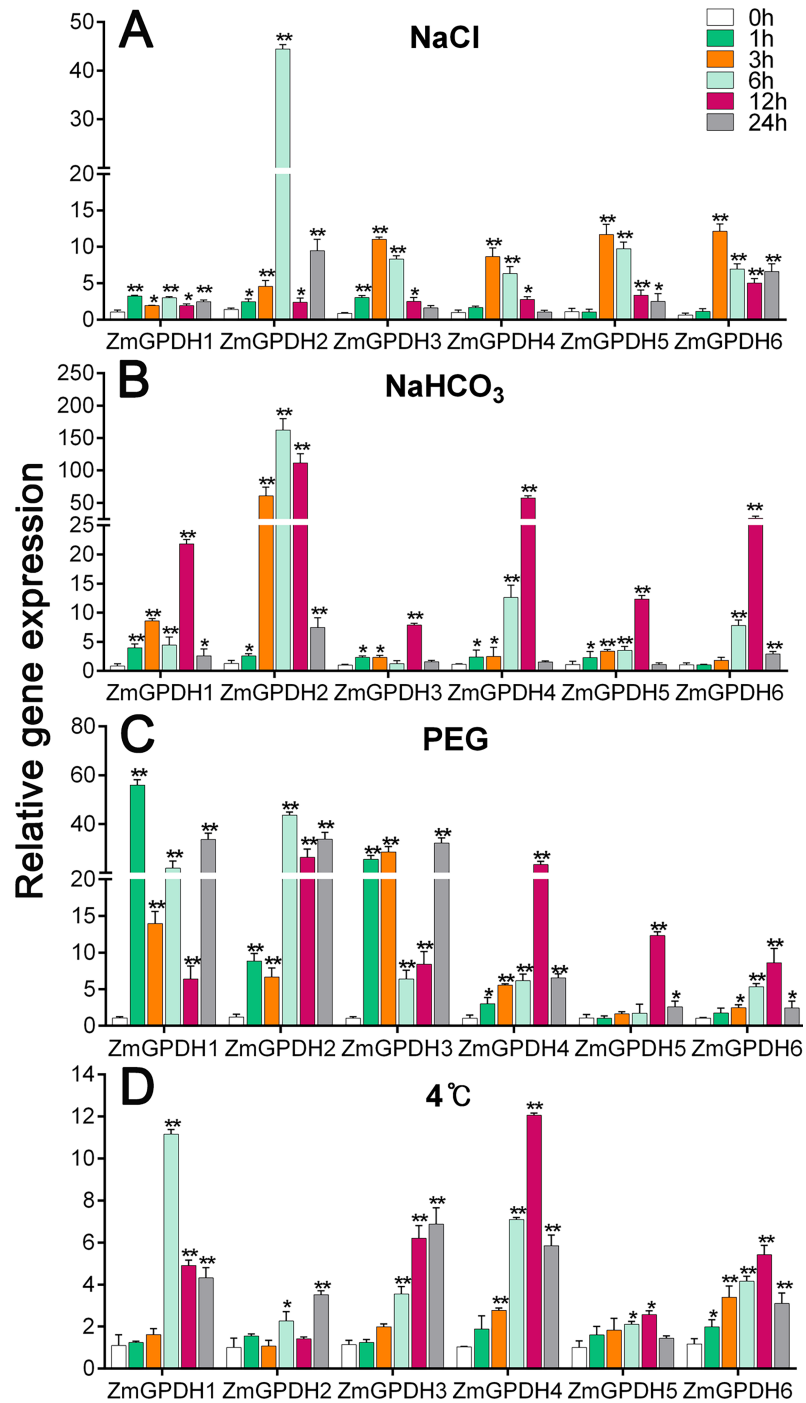 Relative gene expression
A
NaCl
0h
1h
3h
6h
12h
24h
50
40
30
20
15
10
5
0
** * ** * **
* ** ** * **
** ** ** *
** ** *
** ** ** *
** ** ** **
ZmGPDH1 ZmGPDH2 ZmGPDH3 ZmGPDH4 ZmGPDH5 ZmGPDH6
B
NaHCO3
250
200
150
100
50
25
20
15
10
5
0
** ** ** ** *
* ** ** ** **
* * **
* * ** **
* ** ** **
** ** **
ZmGPDH1 ZmGPDH2 ZmGPDH3 ZmGPDH4 ZmGPDH5 ZmGPDH6
C
PEG
80
60
40
20
15
10
5
0
** ** ** ** **
** ** ** ** **
** ** ** ** **
* ** ** ** **
** *
* ** ** *
ZmGPDH1 ZmGPDH2 ZmGPDH3 ZmGPDH4 ZmGPDH5 ZmGPDH6
D
4℃
14
12
10
8
6
4
2
0
** ** **
* **
** ** **
** ** ** **
* *
* ** ** ** **
ZmGPDH1 ZmGPDH2 ZmGPDH3 ZmGPDH4 ZmGPDH5 ZmGPDH6